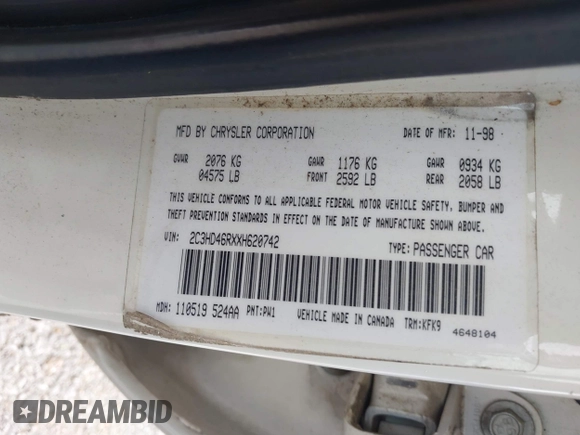 MFD BY CHRYSLER CORPORATION DATE OF MFR: 11-98
GVWR 2076 KG GAWR 1176 KG GAWR 0934 KG
04575 LB FRONT 2592 LB REAR 2058 LB
THIS VEHICLE CONFORMS TO ALL APPLICABLE FEDERAL MOTOR VEHICLE SAFETY, BUMPER AND
THEFT PREVENTION STANDARDS IN EFFECT ON THE DATE OF MANUFACTURE SHOWN ABOVE.
VIN: 2C3HD46RXXH620742 TYPE: PASSENGER CAR
MDH: 110519 524AA PNT: PW1 VEHICLE MADE IN CANADA TRM: KFK9
4648104
DREAMBID